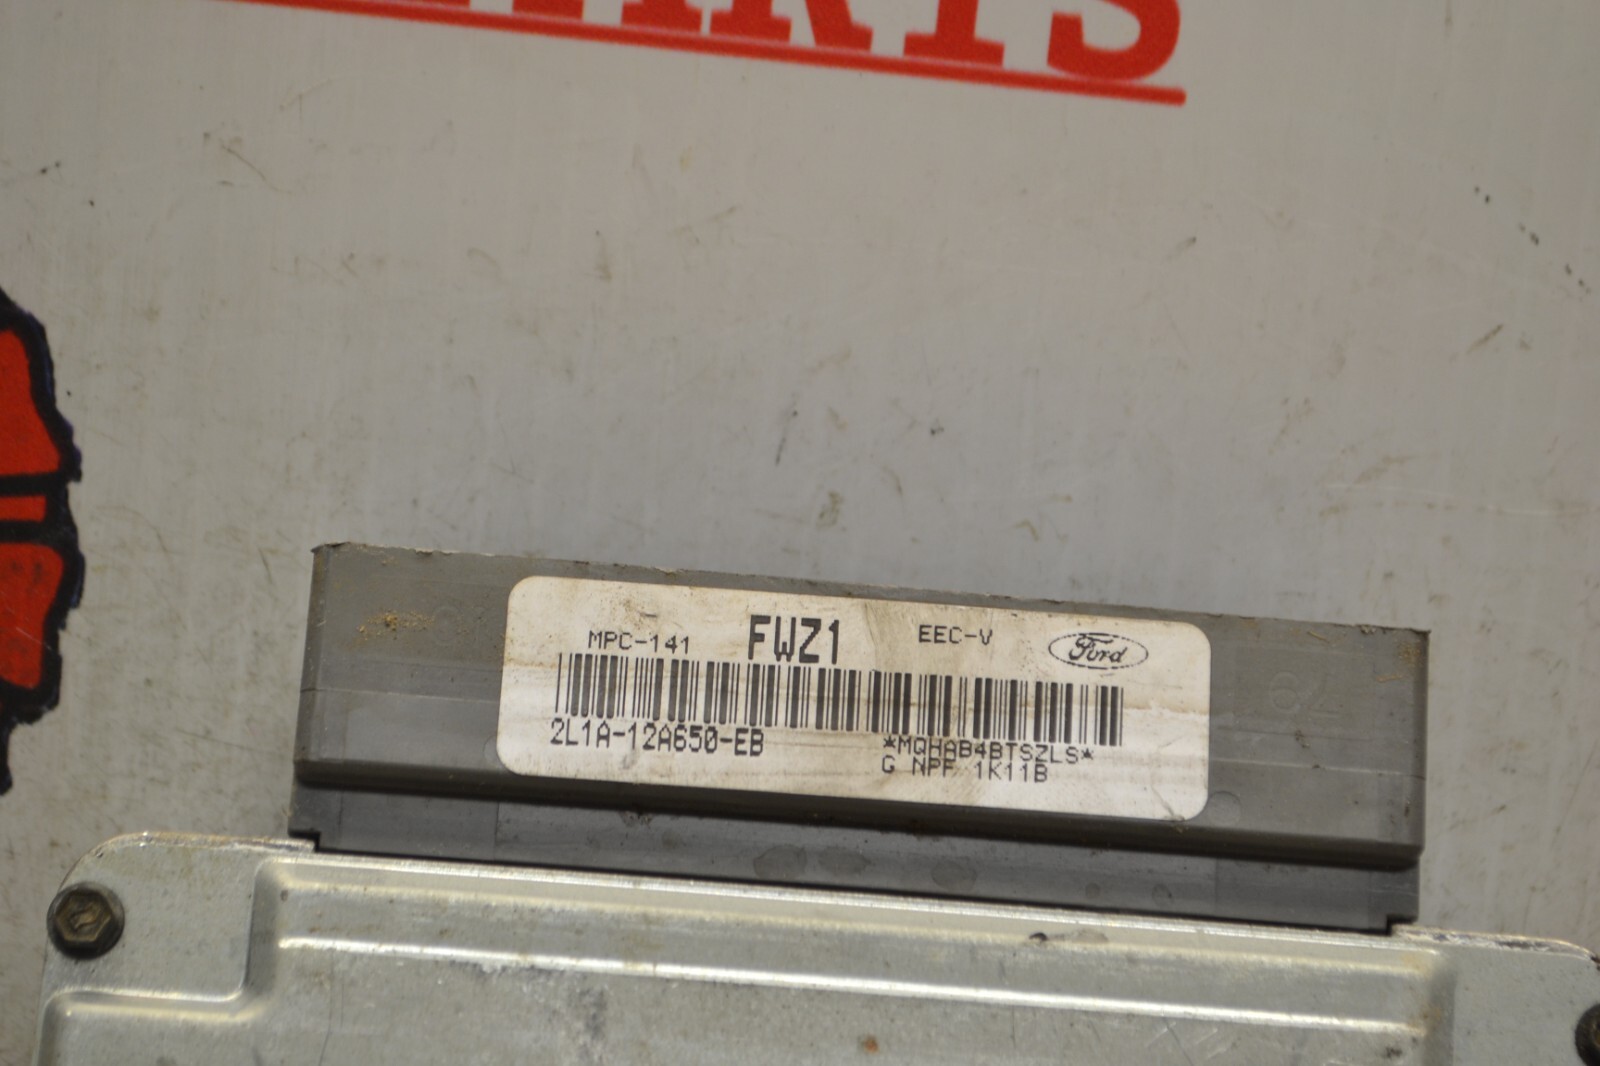 MPC-141 FWZ1 EEC-V Ford
2L1A-12A650-EB *MQHAB4BTSZLS*
G NPF 1K11B